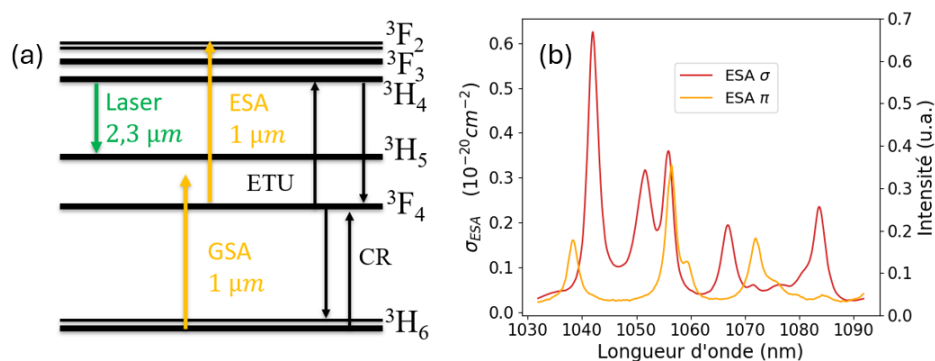 (a)
³F₂
³F₃
³H₄
Laser
2,3 μm
ESA
1 μm
³H₅
ETU
³F₄
GSA
1 μm
CR
³H₆
(b)
ESA σ
ESA π
σ_ESA (10⁻²⁰cm⁻²)
0.6
0.5
0.4
0.3
0.2
0.1
0.0
1030 1040 1050 1060 1070 1080 1090
Longueur d'onde (nm)
0.7
0.6
0.5
0.4
0.3
0.2
0.1
0.0
Intensité (u.a.)